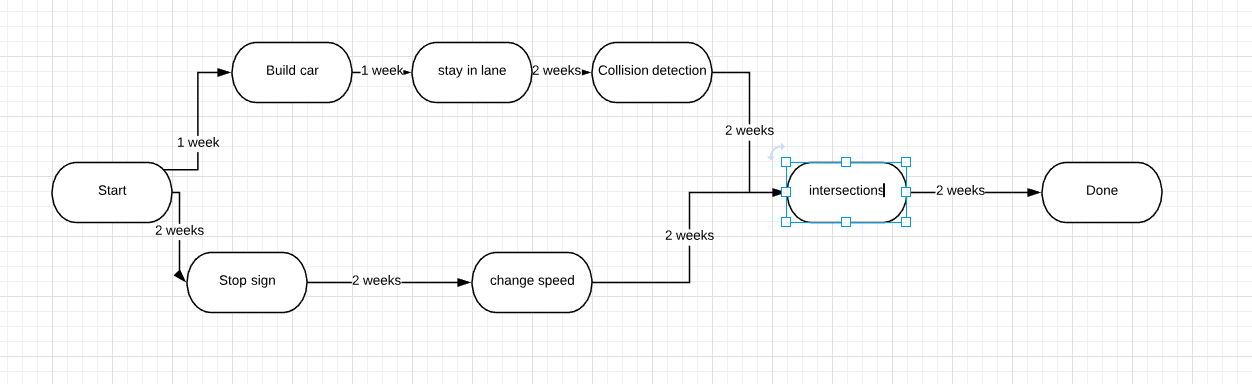 Build car
1 week
stay in lane
2 weeks
Collision detection
2 weeks
1 week
Start
intersections
2 weeks
Done
2 weeks
2 weeks
Stop sign
2 weeks
change speed